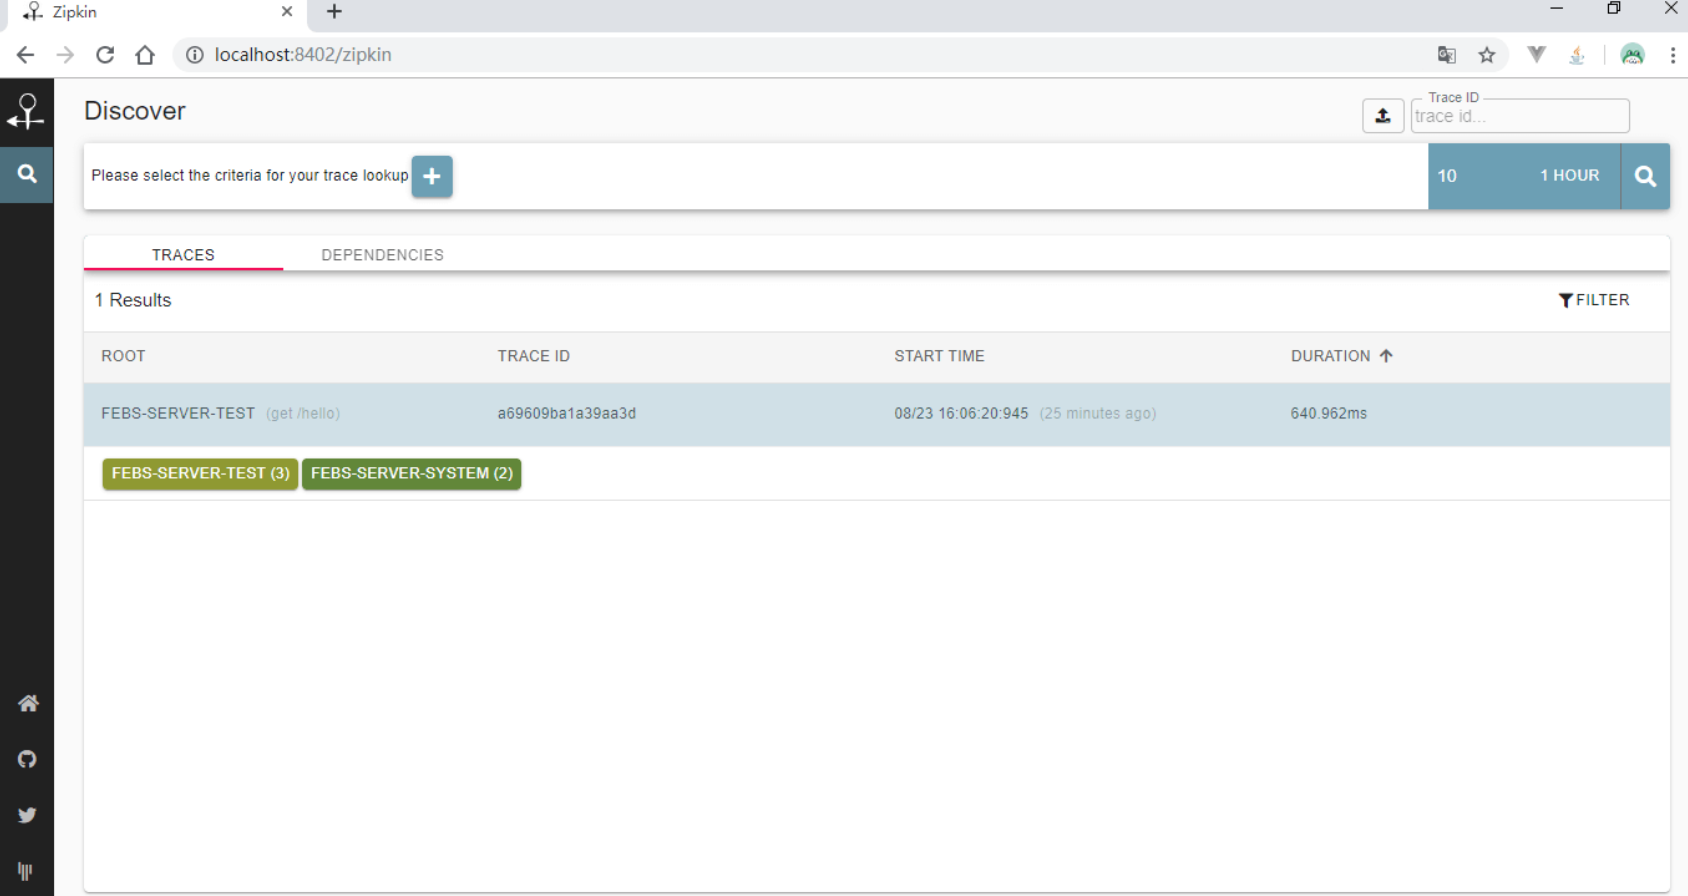 Zipkin
localhost:8402/zipkin
Discover
Trace ID
trace id...
Please select the criteria for your trace lookup
10 1 HOUR
TRACES DEPENDENCIES
1 Results
FILTER
ROOT TRACE ID START TIME DURATION
FEBS-SERVER-TEST (get /hello) a69609ba1a39aa3d 08/23 16:06:20:945 (25 minutes ago) 640.962ms
FEBS-SERVER-TEST (3) FEBS-SERVER-SYSTEM (2)